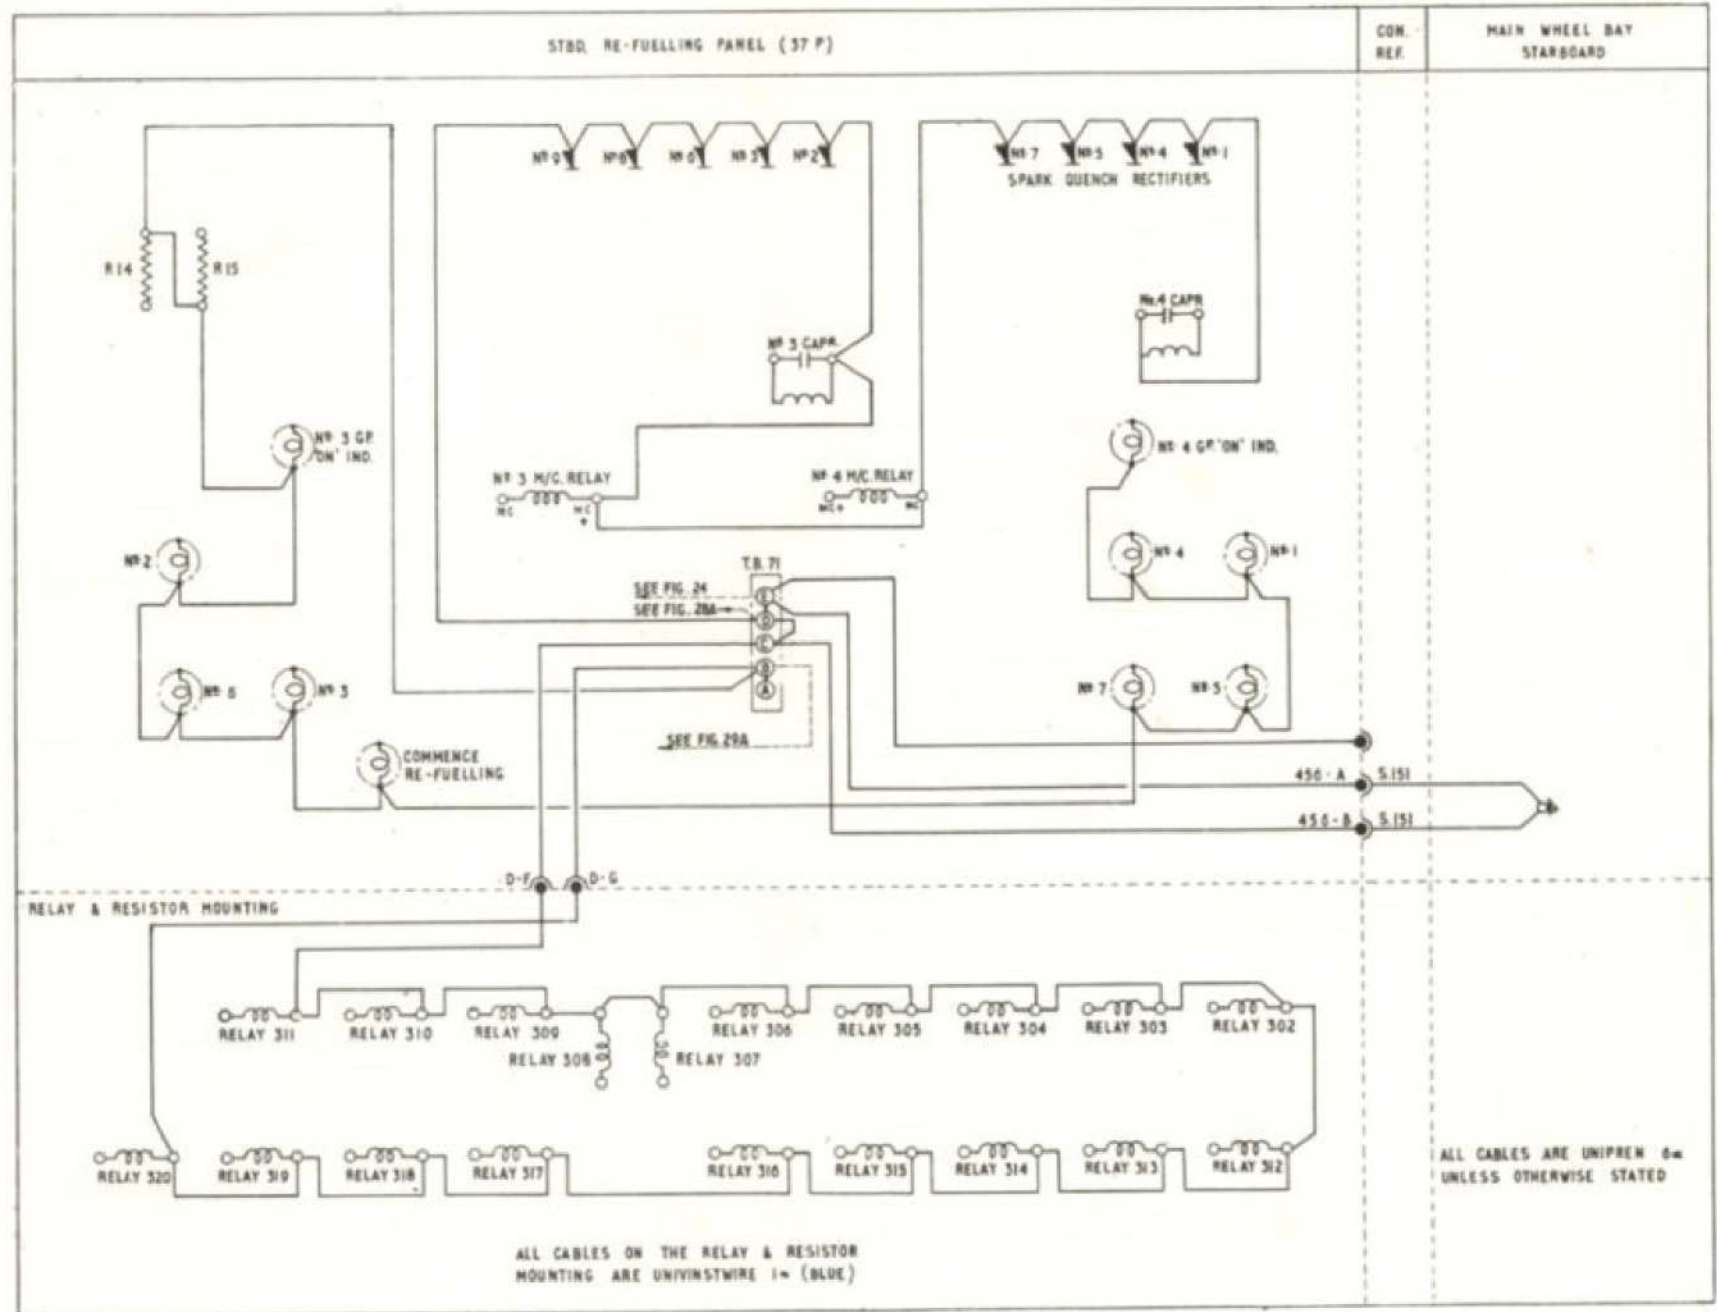 STBD. RE-FUELLING PANEL (37 P)
CON.
REF.
MAIN WHEEL BAY
STARBOARD
Nº 9
Nº 8
Nº 6
Nº 3
Nº 2
Nº 7
Nº 5
Nº 4
Nº 1
SPARK QUENCH RECTIFIERS
R14
R15
Nº 3 CAPR.
No. 4 CAPR
Nº 3 GP.
'ON' IND.
Nº 4 GP. 'ON' IND.
Nº 3 M/C. RELAY
MC
MC
+
Nº 4 M/C. RELAY
MC+
MC
Nº 2
Nº 4
Nº 1
T.B. 71
SEE FIG. 24
SEE FIG. 28A
E
D
C
B
A
Nº 3
Nº 7
Nº 5
SEE FIG. 29A
COMMENCE
RE-FUELLING
456 - A
S.151
456 - B
S.151
D-F
D-G
RELAY & RESISTOR MOUNTING
RELAY 311
RELAY 310
RELAY 309
RELAY 306
RELAY 305
RELAY 304
RELAY 303
RELAY 302
RELAY 308
RELAY 307
RELAY 320
RELAY 319
RELAY 318
RELAY 317
RELAY 316
RELAY 315
RELAY 314
RELAY 313
RELAY 312
ALL CABLES ARE UNIPREN
UNLESS OTHERWISE STATED
ALL CABLES ON THE RELAY & RESISTOR
MOUNTING ARE UNIVINSTWIRE (BLUE)